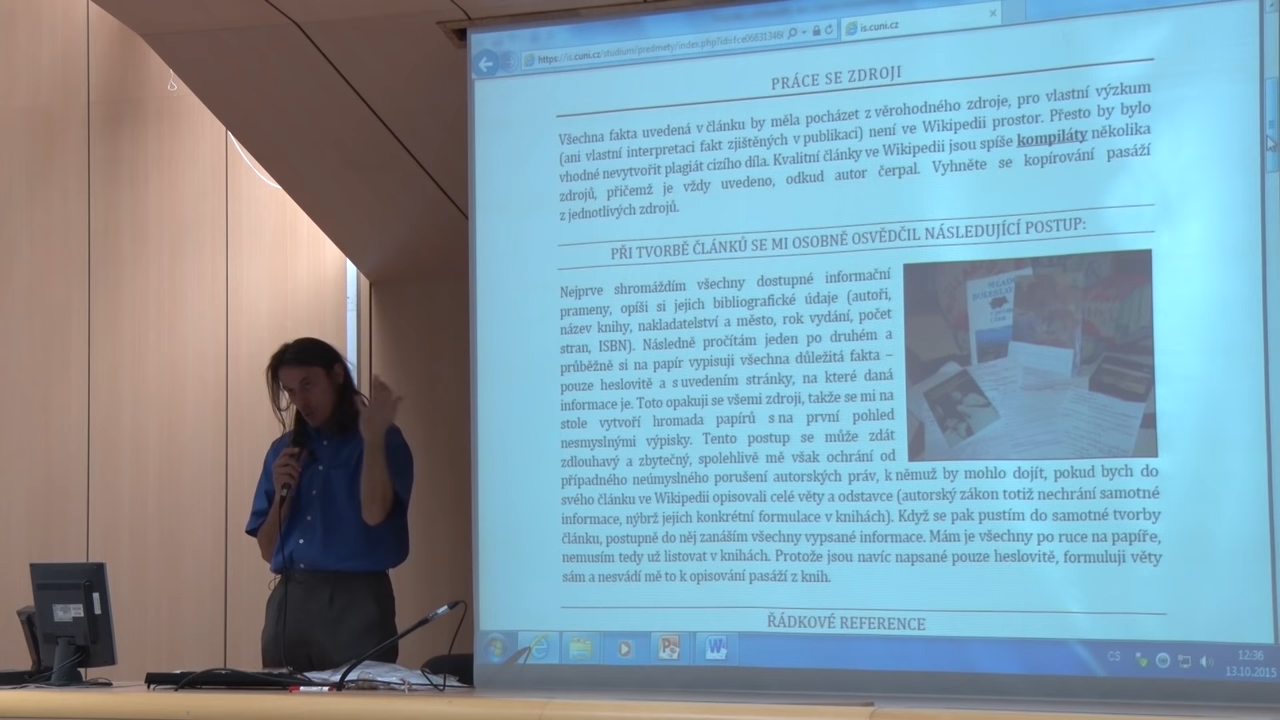 https://is.cuni.cz/studium/predmety/index.php?id=fce06631346
is.cuni.cz
PRÁCE SE ZDROJI
Všechna fakta uvedená v článku by měla pocházet z věrohodného zdroje, pro vlastní výzkum
(ani vlastní interpretaci fakt zjištěných v publikaci) není ve Wikipedii prostor. Přesto by bylo
vhodné nevytvořit plagiát cizího díla. Kvalitní články ve Wikipedii jsou spíše kompiláty několika
zdrojů, přičemž je vždy uvedeno, odkud autor čerpal. Vyhněte se kopírování pasáží
z jednotlivých zdrojů.
PŘI TVORBĚ ČLÁNKŮ SE MI OSOBNĚ OSVĚDČIL NÁSLEDUJÍCÍ POSTUP:
Nejprve shromáždím všechny dostupné informační
prameny, opíši si jejich bibliografické údaje (autoři,
název knihy, nakladatelství a město, rok vydání, počet
stran, ISBN). Následně pročítám jeden po druhém a
průběžně si na papír vypisuji všechna důležitá fakta –
pouze heslovitě a s uvedením stránky, na které daná
informace je. Toto opakuji se všemi zdroji, takže se mi na
stole vytvoří hromada papírů s na první pohled
nesmyslnými výpisky. Tento postup se může zdát
zdlouhavý a zbytečný, spolehlivě mě však ochrání od
případného neúmyslného porušení autorských práv, k němuž by mohlo dojít, pokud bych do
svého článku ve Wikipedii opisovali celé věty a odstavce (autorský zákon totiž nechrání samotné
informace, nýbrž jejich konkrétní formulace v knihách). Když se pak pustím do samotné tvorby
článku, postupně do něj zanáším všechny vypsané informace. Mám je všechny po ruce na papíře,
nemusím tedy už listovat v knihách. Protože jsou navíc napsané pouze heslovitě, formuluji věty
sám a nesvádí mě to k opisování pasáží z knih.
ŘÁDKOVÉ REFERENCE
CS
12:36
13.10.2015